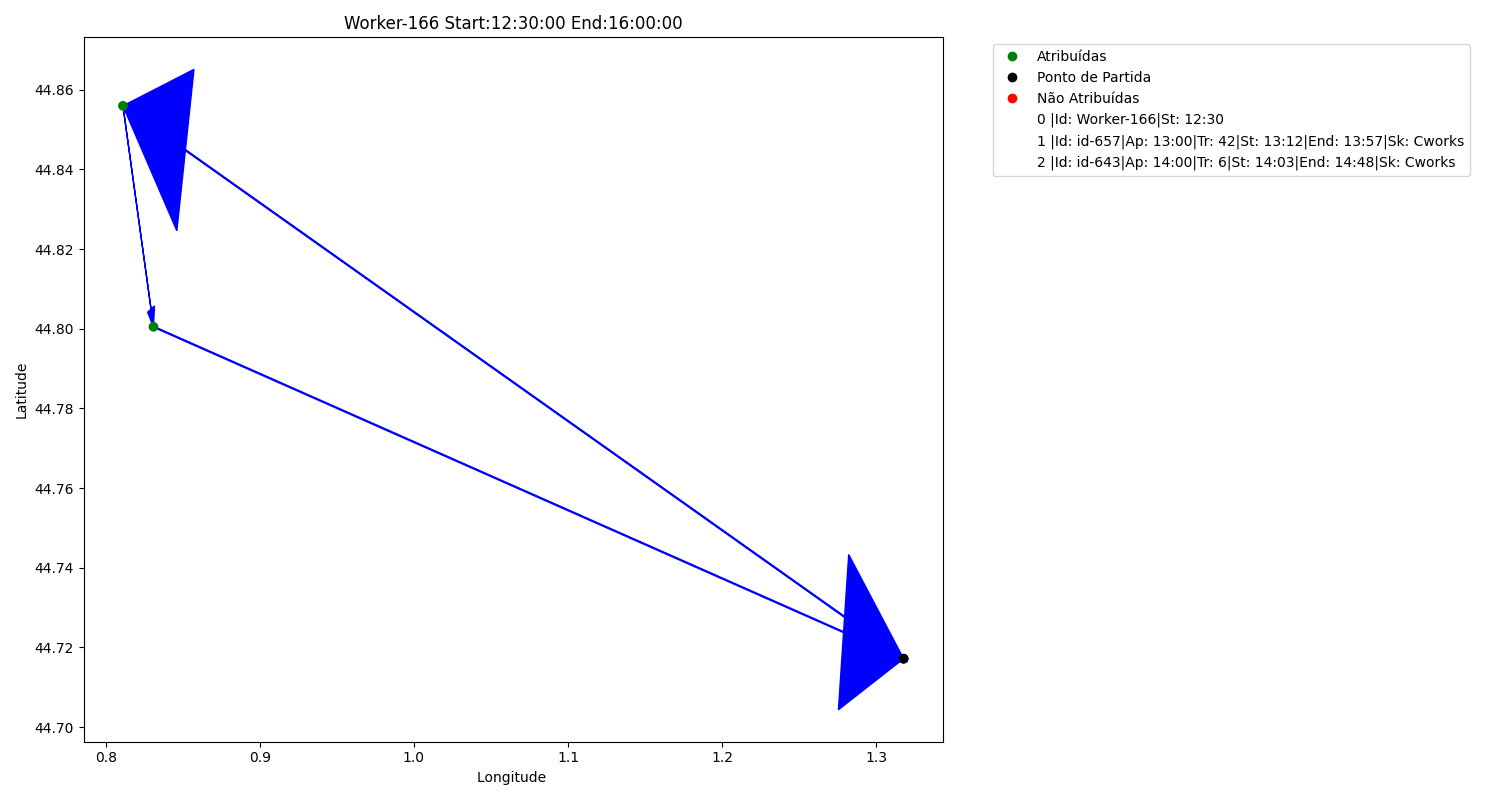 Worker-166 Start:12:30:00 End:16:00:00
Atribuídas
Ponto de Partida
Não Atribuídas
0 |Id: Worker-166|St: 12:30
1 |Id: id-657|Ap: 13:00|Tr: 42|St: 13:12|End: 13:57|Sk: Cworks
2 |Id: id-643|Ap: 14:00|Tr: 6|St: 14:03|End: 14:48|Sk: Cworks
Latitude
44.86
44.84
44.82
44.80
44.78
44.76
44.74
44.72
44.70
0.8 0.9 1.0 1.1 1.2 1.3
Longitude